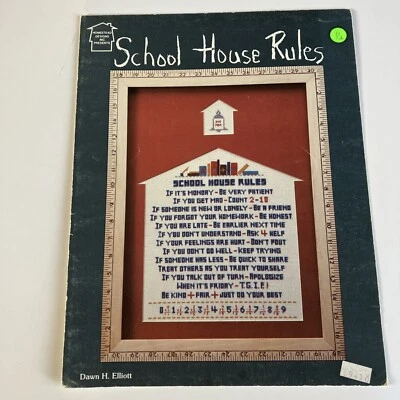 HOMESTEAD
DESIGNS
INC.
PRESENTS
School House Rules
SCHOOL HOUSE RULES
IF IT'S MONDAY - BE VERY PATIENT
IF YOU GET MAD - COUNT 2-10
IF SOMEONE IS NEW OR LONELY - BE A FRIEND
IF YOU FORGOT YOUR HOMEWORK - BE HONEST
IF YOU ARE LATE - BE EARLIER NEXT TIME
IF YOU DON'T UNDERSTAND - ASK 4 HELP
IF YOUR FEELINGS ARE HURT - DON'T POUT
IF YOU DON'T DO WELL - KEEP TRYING
IF SOMEONE HAS LESS - BE QUICK TO SHARE
TREAT OTHERS AS YOU TREAT YOURSELF
IF YOU TALK OUT OF TURN - APOLOGIZE
WHEN IT'S FRIDAY - T.G.I.F!
BE KIND + FAIR + JUST DO YOUR BEST
0 1 2 3 4 5 6 7 8 9
Dawn H. Elliott